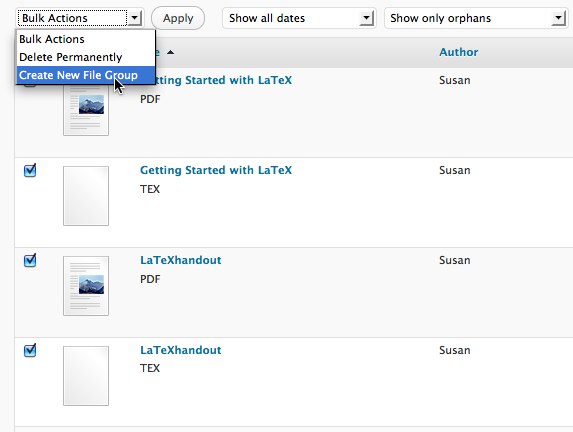 Bulk Actions
Apply
Show all dates
Show only orphans
Bulk Actions
Delete Permanently
Create New File Group
Author
Getting Started with LaTeX
Susan
PDF
Getting Started with LaTeX
Susan
TEX
LaTeXhandout
Susan
PDF
LaTeXhandout
Susan
TEX